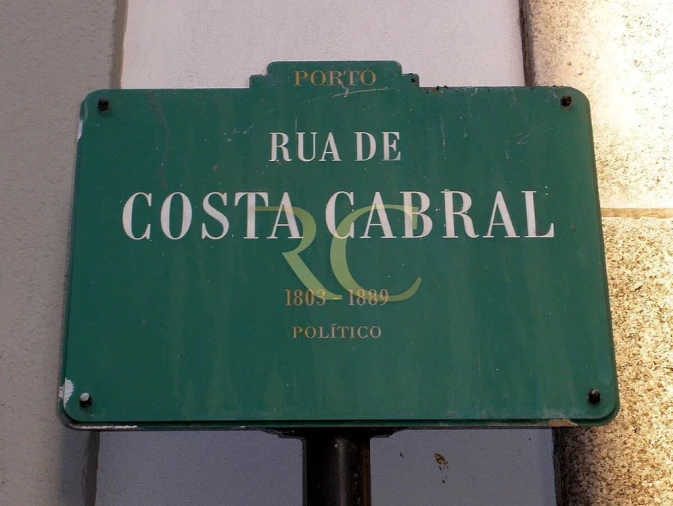 PORTO
RUA DE
COSTA CABRAL
RC
1803 - 1889
POLÍTICO